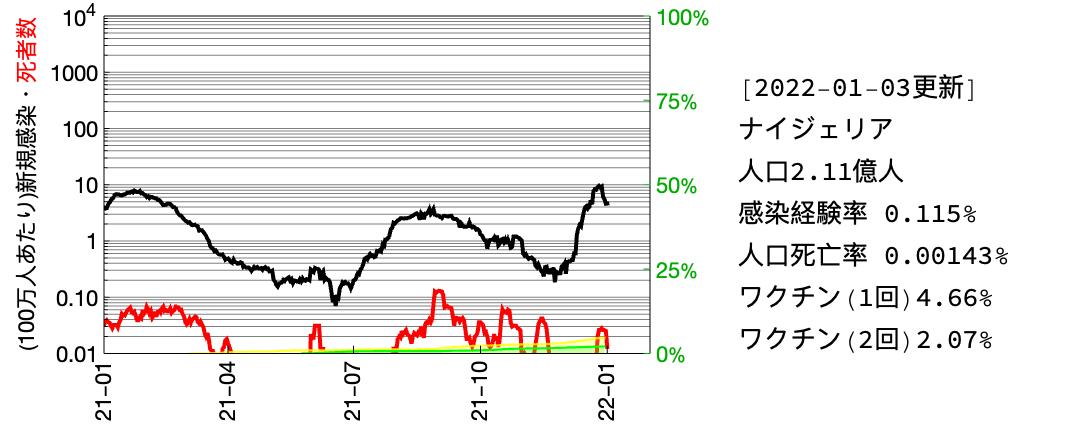 (100万人あたり)新規感染・死者数
10^4
1000
100
10
1
0.10
0.01
100%
75%
50%
25%
0%
21-01
21-04
21-07
21-10
22-01
[2022-01-03更新]
ナイジェリア
人口2.11億人
感染経験率 0.115%
人口死亡率 0.00143%
ワクチン(1回)4.66%
ワクチン(2回)2.07%